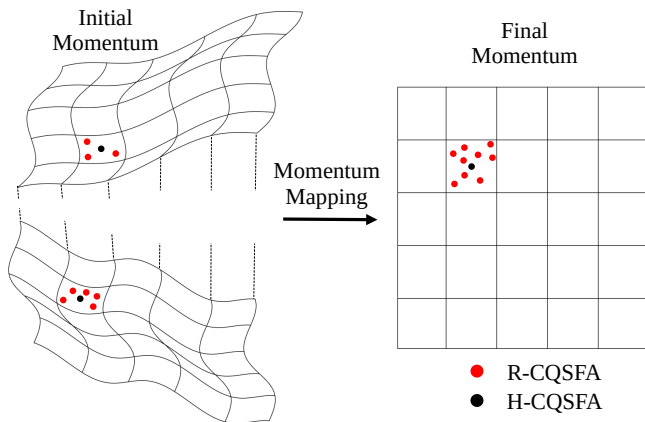 Initial
Momentum
Final
Momentum
Momentum
Mapping
R-CQSFA
H-CQSFA